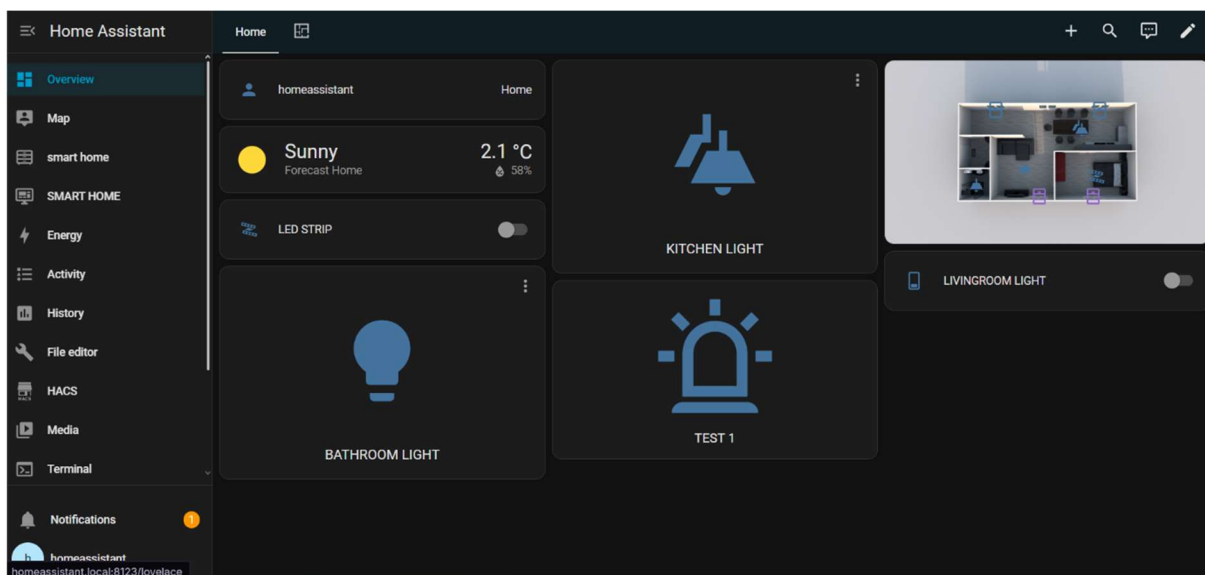 Home Assistant
Overview
Map
smart home
SMART HOME
Energy
Activity
History
File editor
HACS
HACS
Media
Terminal
Notifications 1
h homeassistant
homeassistant.local:8123/lovelace
Home
homeassistant Home
Sunny 2.1 °C
Forecast Home 58%
LED STRIP
BATHROOM LIGHT
KITCHEN LIGHT
TEST 1
LIVINGROOM LIGHT